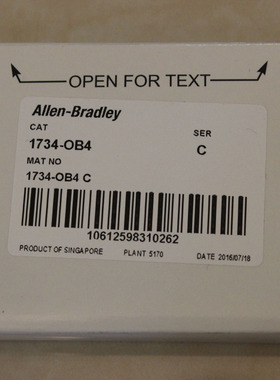 OPEN FOR TEXT
Allen-Bradley
CAT SER
1734-OB4 C
MAT NO
1734-OB4 C
10612598310262
PRODUCT OF SINGAPORE PLANT 5170 DATE 2016/07/18